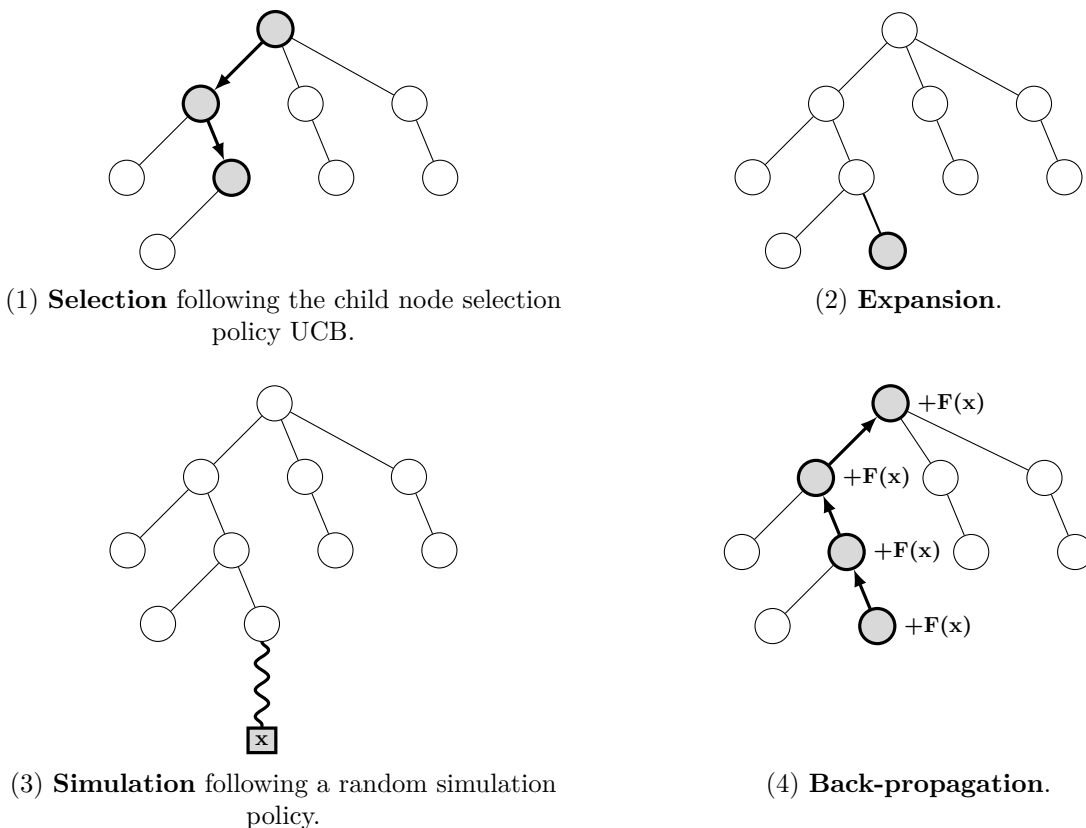 (1) Selection following the child node selection
policy UCB.
(2) Expansion.
x
(3) Simulation following a random simulation
policy.
+F(x)
+F(x)
+F(x)
+F(x)
(4) Back-propagation.